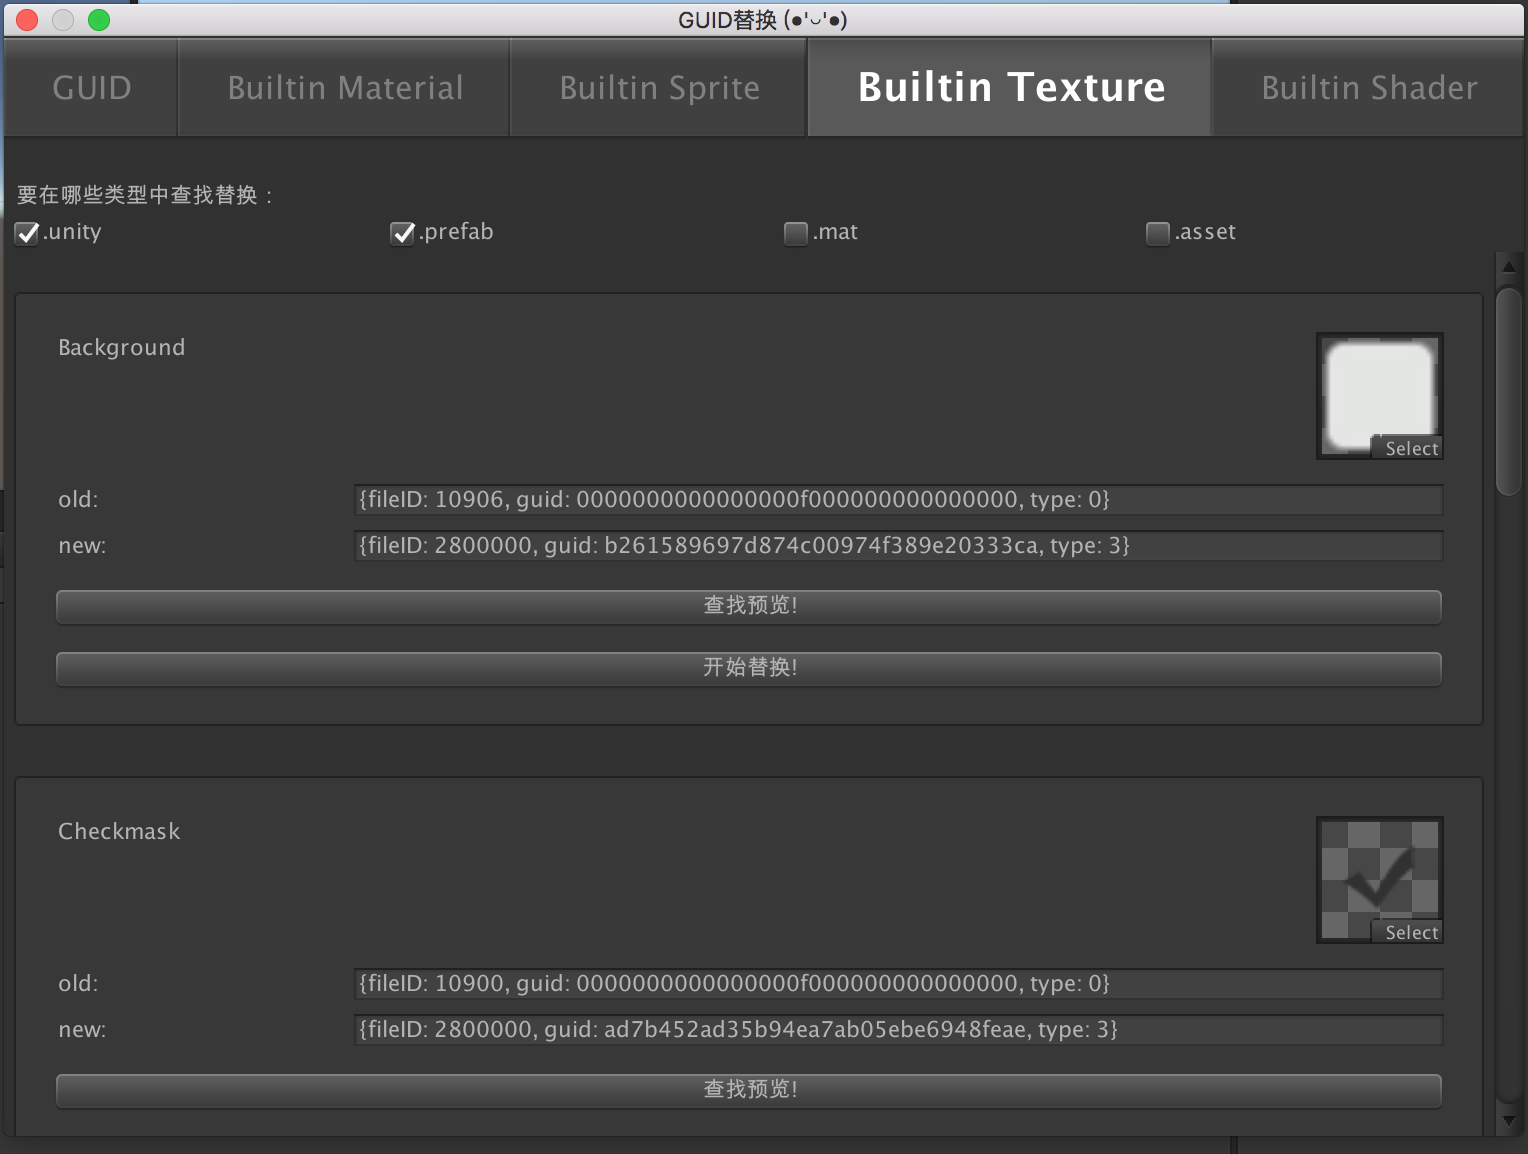 GUID替换 (●'◡'●)
GUID
Builtin Material
Builtin Sprite
Builtin Texture
Builtin Shader
要在哪些类型中查找替换：
.unity
.prefab
.mat
.asset
Background
Select
old:
{fileID: 10906, guid: 0000000000000000f000000000000000, type: 0}
new:
{fileID: 2800000, guid: b261589697d874c00974f389e20333ca, type: 3}
查找预览!
开始替换!
Checkmask
Select
old:
{fileID: 10900, guid: 0000000000000000f000000000000000, type: 0}
new:
{fileID: 2800000, guid: ad7b452ad35b94ea7ab05ebe6948feae, type: 3}
查找预览!